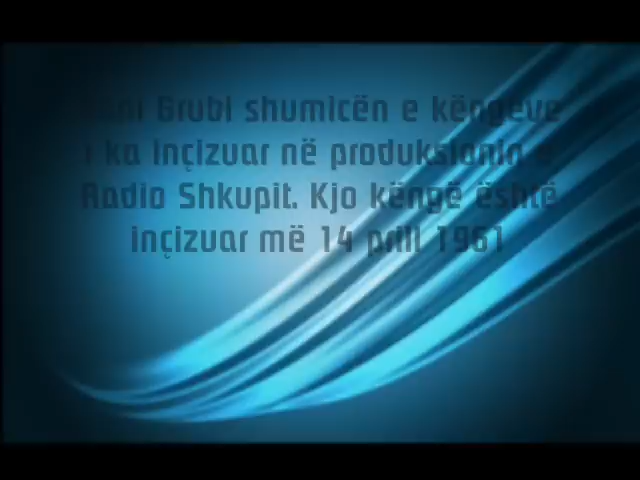 Grubi shumicën e këngëve
i ka inçizuar në produksionin e
Radio Shkupit. Kjo këngë është
inçizuar më 14 prill 1961